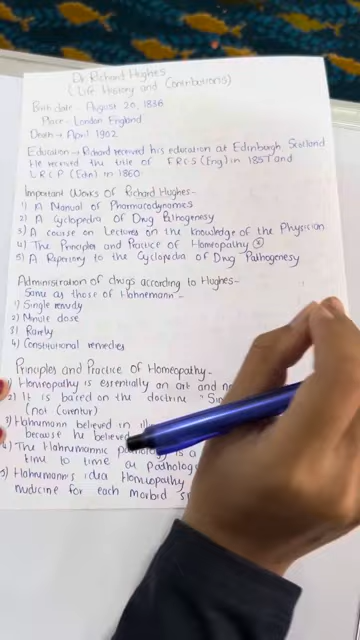 Dr Richard Hughes
(Life History and Contributions)
Birth date - August 20, 1836
Place - London England
Death → April 1902
Education → Richard received his education at Edinburgh, Scotland
He received the title of F R C S (Eng) in 1857 and
L R C P (Edin) in 1860
Important Works of Richard Hughes-
1) A Manual of Pharmacodynamics
2) A Cyclopedia of Drug Pathogenesy
3) A course on Lectures on the knowledge of the Physician
4) The Principles and Practice of Homeopathy
5) A Repertory to the Cyclopedia of Drug Pathogenesy
Administration of drugs according to Hughes-
Same as those of Hahnemann-
1) Single remedy
2) Minute dose
3) Rarely
4) Constitutional remedies
Principles and Practice of Homeopathy-
1) Homeopathy is essentially an art and
2) It is based on the doctrine
(not Curentur)
3) Hahnemann believed in
because he believed
4) The Hahnemannic pathology is a
time to time as patholog
5) Hahnemann's idea Homeopathy
medicine for each morbid